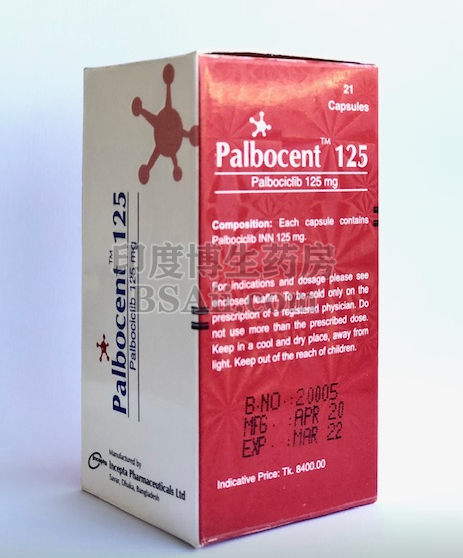 21
Capsules
Palbocent™ 125
Palbociclib 125 mg
Composition: Each capsule contains
Palbociclib INN 125 mg.
For indications and dosage please see
enclosed leaflet. To be sold only on the
prescription of a registered physician. Do
not use more than the prescribed dose.
Keep in a cool and dry place, away from
light. Keep out of the reach of children.
B.NO.:20005
MFG :APR 20
EXP :MAR 22
Indicative Price: Tk. 8400.00
Palbocent™ 125
Palbociclib 125 mg
Incepta
Manufactured by
Incepta Pharmaceuticals Ltd
Savar, Dhaka, Bangladesh
印度博生药房